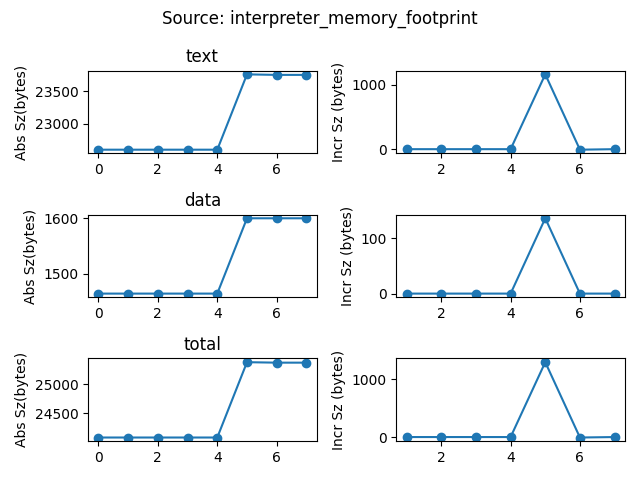 Source: interpreter_memory_footprint
text
Abs Sz(bytes)
23500
23000
0 2 4 6
Incr Sz (bytes)
1000
0
2 4 6
data
Abs Sz(bytes)
1600
1500
0 2 4 6
Incr Sz (bytes)
100
0
2 4 6
total
Abs Sz(bytes)
25000
24500
0 2 4 6
Incr Sz (bytes)
1000
0
2 4 6